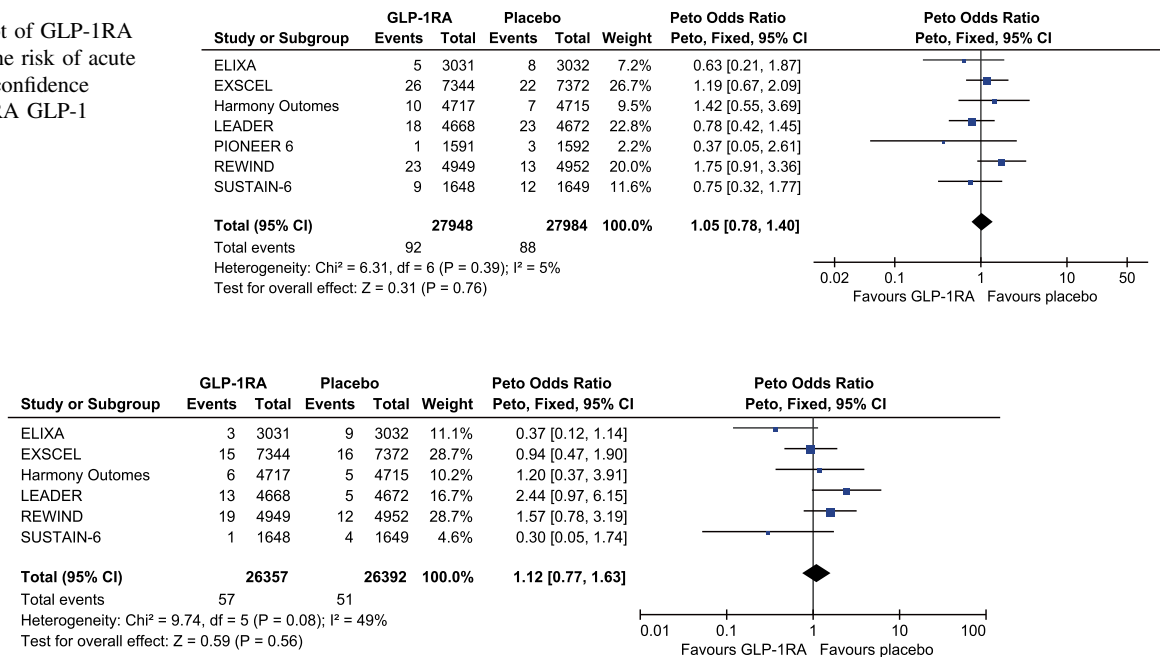 t of GLP-1RA
ne risk of acute
onfidence
RA GLP-1
GLP-1RA Placebo Peto Odds Ratio Peto Odds Ratio
Study or Subgroup Events Total Events Total Weight Peto, Fixed, 95% CI Peto, Fixed, 95% CI
ELIXA 5 3031 8 3032 7.2% 0.63 [0.21, 1.87]
EXSCEL 26 7344 22 7372 26.7% 1.19 [0.67, 2.09]
Harmony Outomes 10 4717 7 4715 9.5% 1.42 [0.55, 3.69]
LEADER 18 4668 23 4672 22.8% 0.78 [0.42, 1.45]
PIONEER 6 1 1591 3 1592 2.2% 0.37 [0.05, 2.61]
REWIND 23 4949 13 4952 20.0% 1.75 [0.91, 3.36]
SUSTAIN-6 9 1648 12 1649 11.6% 0.75 [0.32, 1.77]
Total (95% CI) 27948 27984 100.0% 1.05 [0.78, 1.40]
Total events 92 88
Heterogeneity: Chi² = 6.31, df = 6 (P = 0.39); I² = 5%
Test for overall effect: Z = 0.31 (P = 0.76)
0.02 0.1 1 10 50
Favours GLP-1RA Favours placebo
GLP-1RA Placebo Peto Odds Ratio Peto Odds Ratio
Study or Subgroup Events Total Events Total Weight Peto, Fixed, 95% CI Peto, Fixed, 95% CI
ELIXA 3 3031 9 3032 11.1% 0.37 [0.12, 1.14]
EXSCEL 15 7344 16 7372 28.7% 0.94 [0.47, 1.90]
Harmony Outomes 6 4717 5 4715 10.2% 1.20 [0.37, 3.91]
LEADER 13 4668 5 4672 16.7% 2.44 [0.97, 6.15]
REWIND 19 4949 12 4952 28.7% 1.57 [0.78, 3.19]
SUSTAIN-6 1 1648 4 1649 4.6% 0.30 [0.05, 1.74]
Total (95% CI) 26357 26392 100.0% 1.12 [0.77, 1.63]
Total events 57 51
Heterogeneity: Chi² = 9.74, df = 5 (P = 0.08); I² = 49%
Test for overall effect: Z = 0.59 (P = 0.56)
0.01 0.1 1 10 100
Favours GLP-1RA Favours placebo